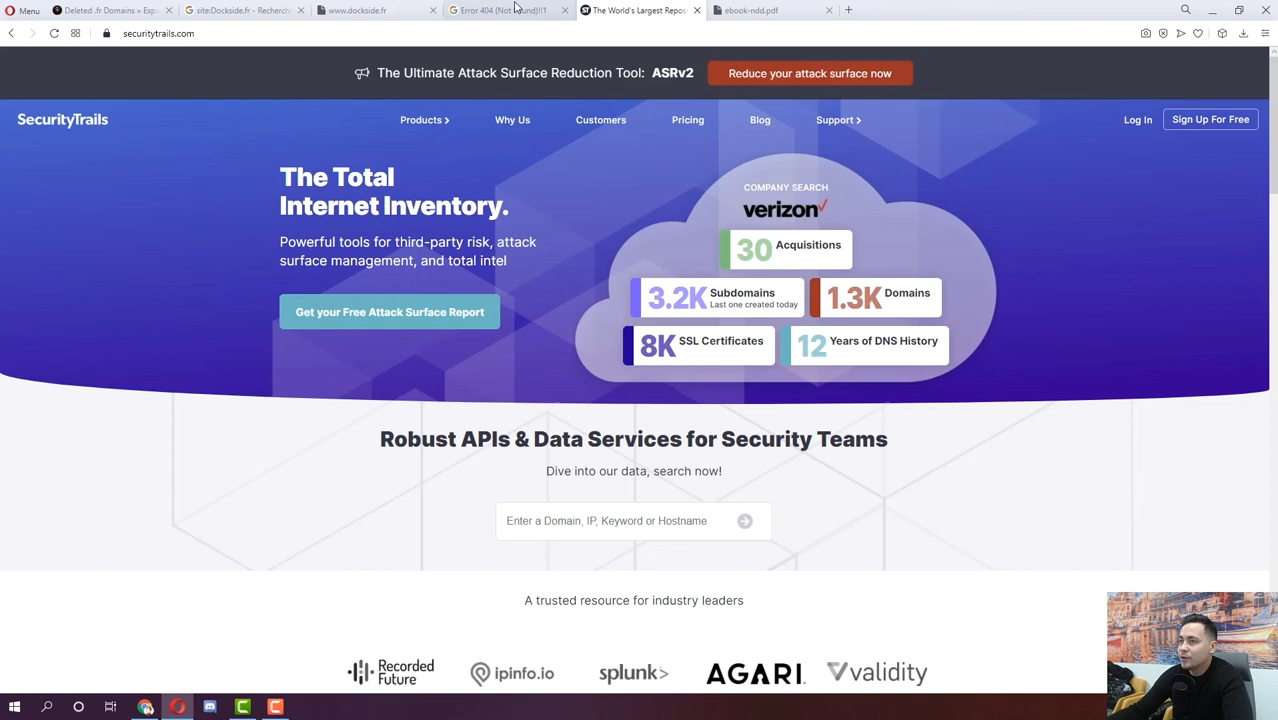 Menu
Deleted .fr Domains » Expi
site:Dockside.fr - Recherch
www.dockside.fr
Error 404 (Not Found)!!1
The World's Largest Repos
ebook-ndd.pdf
securitytrails.com
The Ultimate Attack Surface Reduction Tool: ASRv2
Reduce your attack surface now
SecurityTrails
Products
Why Us
Customers
Pricing
Blog
Support
Log In
Sign Up For Free
The Total
Internet Inventory.
Powerful tools for third-party risk, attack
surface management, and total intel
Get your Free Attack Surface Report
COMPANY SEARCH
verizon
30 Acquisitions
3.2K Subdomains
Last one created today
1.3K Domains
8K SSL Certificates
12 Years of DNS History
Robust APIs & Data Services for Security Teams
Dive into our data, search now!
Enter a Domain, IP, Keyword or Hostname
A trusted resource for industry leaders
Recorded
Future
ipinfo.io
splunk>
AGARI.
validity